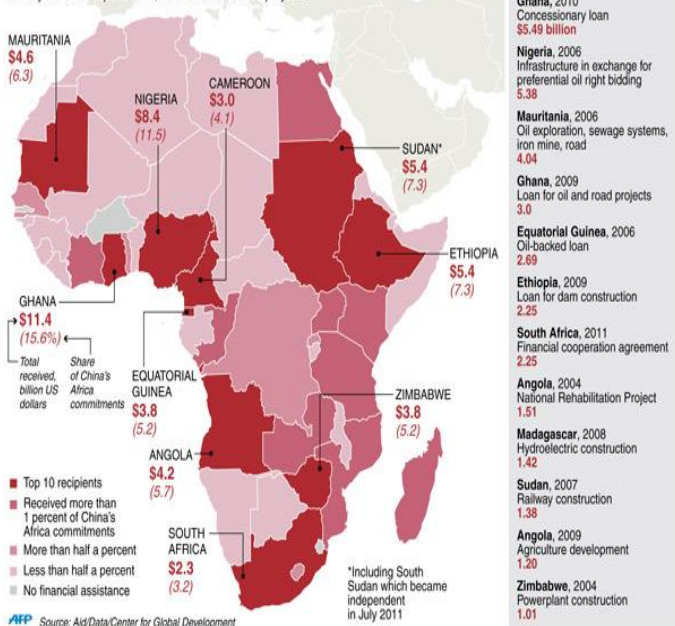 MAURITANIA
$4.6
(6.3)
NIGERIA
$8.4
(11.5)
CAMEROON
$3.0
(4.1)
SUDAN*
$5.4
(7.3)
ETHIOPIA
$5.4
(7.3)
GHANA
$11.4
(15.6%)
Total
received,
billion US
dollars
Share
of China's
Africa
commitments
EQUATORIAL
GUINEA
$3.8
(5.2)
ZIMBABWE
$3.8
(5.2)
ANGOLA
$4.2
(5.7)
SOUTH
AFRICA
$2.3
(3.2)
Top 10 recipients
Received more than
1 percent of China's
Africa commitments
More than half a percent
Less than half a percent
No financial assistance
*Including South
Sudan which became
independent
in July 2011
AFP Source: Aid/Data/Center for Global Development
Ghana, 2010
Concessionary loan
$5.49 billion
Nigeria, 2006
Infrastructure in exchange for
preferential oil right bidding
5.38
Mauritania, 2006
Oil exploration, sewage systems,
iron mine, road
4.04
Ghana, 2009
Loan for oil and road projects
3.0
Equatorial Guinea, 2006
Oil-backed loan
2.69
Ethiopia, 2009
Loan for dam construction
2.25
South Africa, 2011
Financial cooperation agreement
2.25
Angola, 2004
National Rehabilitation Project
1.51
Madagascar, 2008
Hydroelectric construction
1.42
Sudan, 2007
Railway construction
1.38
Angola, 2009
Agriculture development
1.20
Zimbabwe, 2004
Powerplant construction
1.01